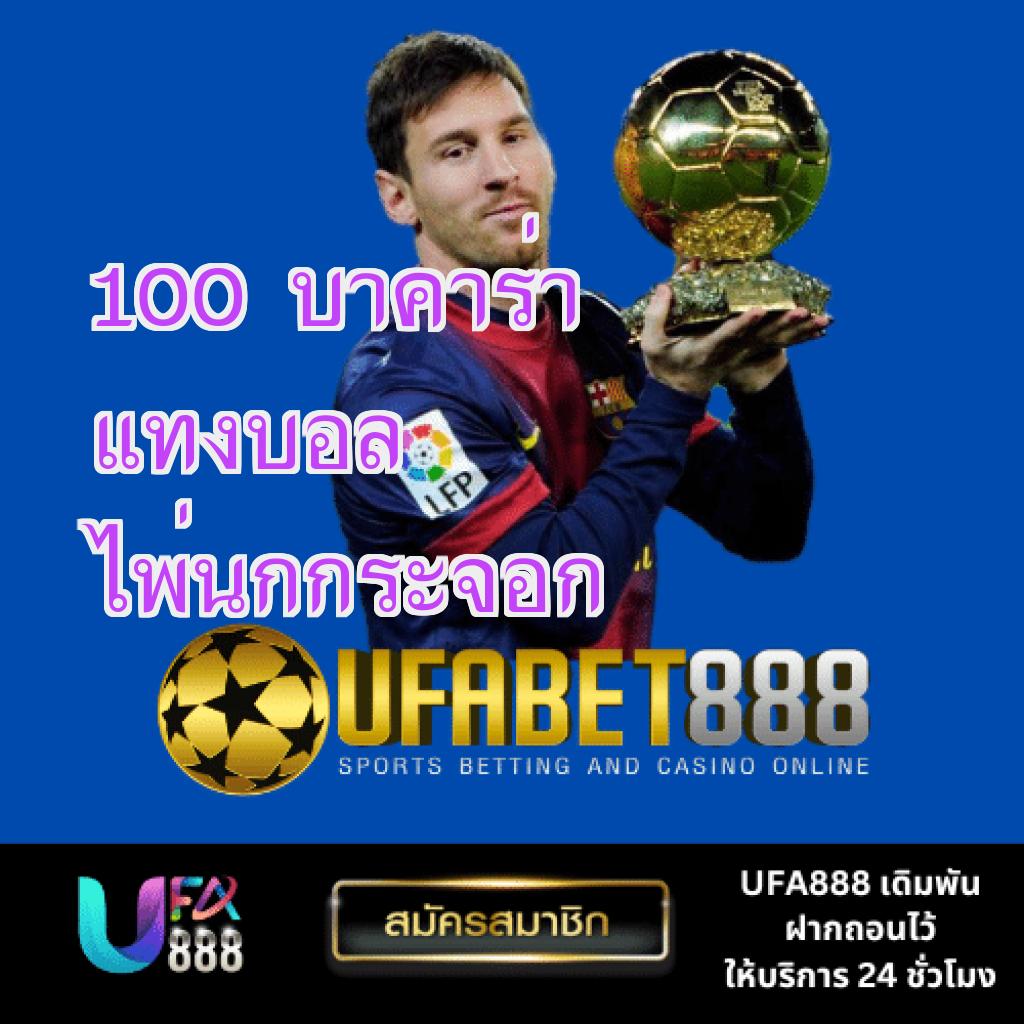 100 บาคาร่า
แทงบอล
LFP
ไพ่นกกระจอก
UFABET888
SPORTS BETTING AND CASINO ONLINE
UFA
888
สมัครสมาชิก
UFA888 เดิมพัน
ฝากถอนไว้
ให้บริการ 24 ชั่วโมง